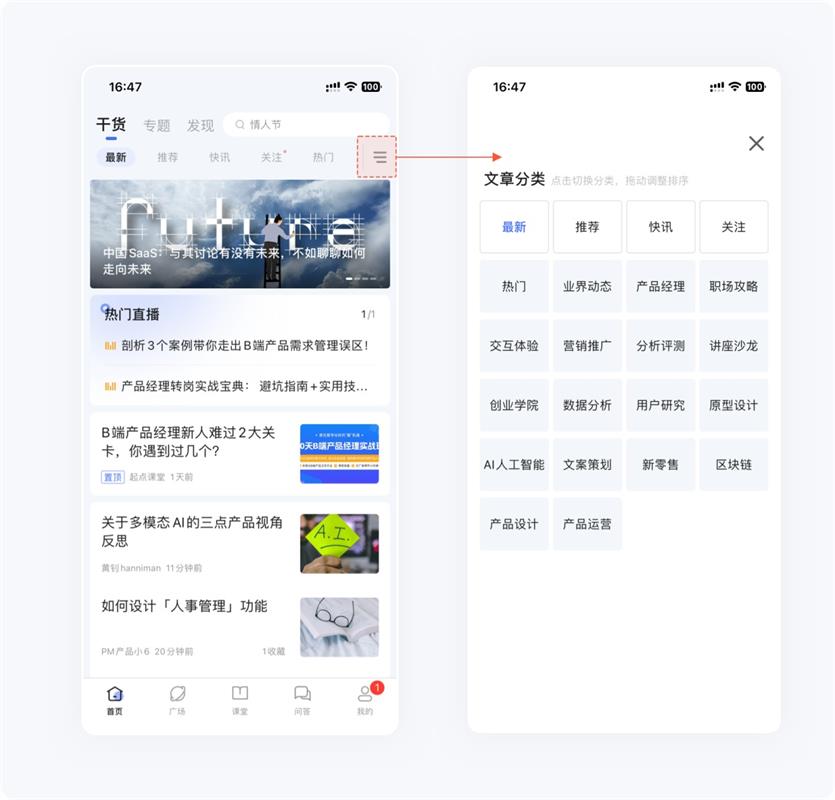 16:47
100
干货 专题 发现 情人节
最新 推荐 快讯 关注 热门
future
中国SaaS：与其讨论有没有未来，不如聊聊如何
走向未来
热门直播 1/1
剖析3个案例带你走出B端产品需求管理误区！
产品经理转岗实战宝典： 避坑指南+实用技...
B端产品经理新人难过2大关
卡，你遇到过几个？
0天B端产品经理实战班
置顶 起点课堂 1天前
关于多模态AI的三点产品视角
反思
A.I.
黄钊hanniman 11分钟前
如何设计「人事管理」功能
PM产品小6 20分钟前 1收藏
1
首页 广场 课堂 问答 我的
16:47
100
文章分类 点击切换分类，拖动调整排序
最新 推荐 快讯 关注
热门 业界动态 产品经理 职场攻略
交互体验 营销推广 分析评测 讲座沙龙
创业学院 数据分析 用户研究 原型设计
AI人工智能 文案策划 新零售 区块链
产品设计 产品运营